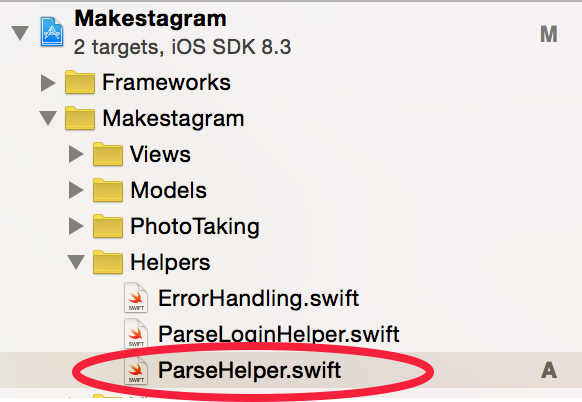 Makestagram
M
2 targets, iOS SDK 8.3
Frameworks
Makestagram
Views
Models
PhotoTaking
Helpers
SWIFT ErrorHandling.swift
SWIFT ParseLoginHelper.swift
SWIFT ParseHelper.swift A